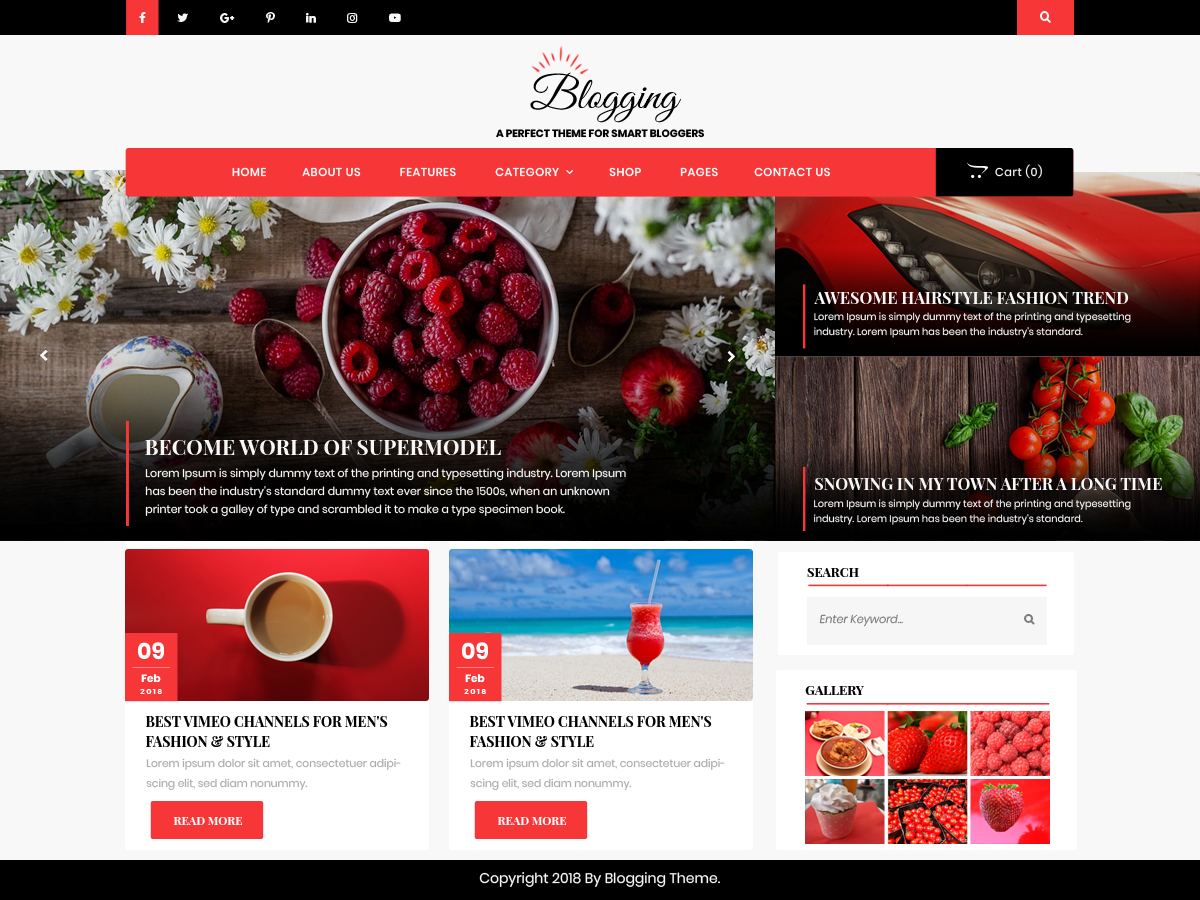 Blogging
A PERFECT THEME FOR SMART BLOGGERS
HOME ABOUT US FEATURES CATEGORY SHOP PAGES CONTACT US Cart (0)
BECOME WORLD OF SUPERMODEL
Lorem Ipsum is simply dummy text of the printing and typesetting industry. Lorem Ipsum
has been the industry's standard dummy text ever since the 1500s, when an unknown
printer took a galley of type and scrambled it to make a type specimen book.
AWESOME HAIRSTYLE FASHION TREND
Lorem Ipsum is simply dummy text of the printing and typesetting
industry. Lorem Ipsum has been the industry's standard.
SNOWING IN MY TOWN AFTER A LONG TIME
Lorem Ipsum is simply dummy text of the printing and typesetting
industry. Lorem Ipsum has been the industry's standard.
09
Feb
2018
BEST VIMEO CHANNELS FOR MEN'S
FASHION & STYLE
Lorem ipsum dolor sit amet, consectetuer adipi-
scing elit, sed diam nonummy.
READ MORE
09
Feb
2018
BEST VIMEO CHANNELS FOR MEN'S
FASHION & STYLE
Lorem ipsum dolor sit amet, consectetuer adipi-
scing elit, sed diam nonummy.
READ MORE
SEARCH
Enter Keyword...
GALLERY
Copyright 2018 By Blogging Theme.